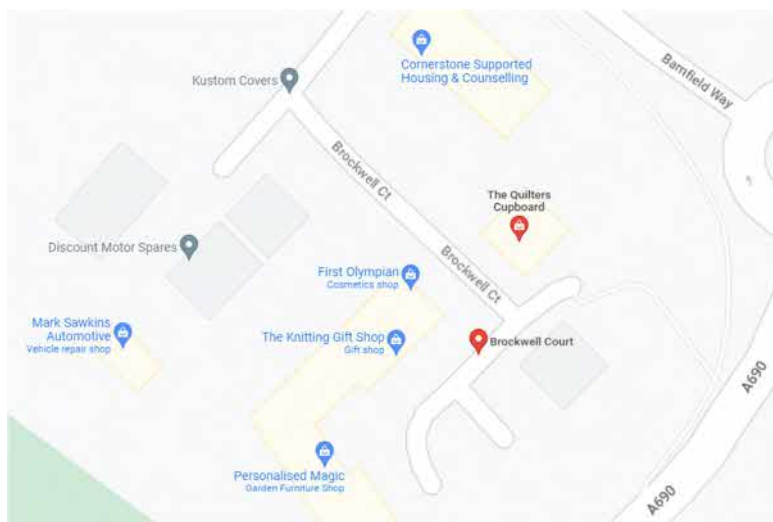 Cornerstone Supported
Housing & Counselling
Barnfield Way
Kustom Covers
Brockwell Ct
The Quilters
Cupboard
Discount Motor Spares
Brockwell Ct
First Olympian
Cosmetics shop
Mark Sawkins
Automotive
Vehicle repair shop
The Knitting Gift Shop
Gift shop
Brockwell Court
A690
Personalised Magic
Garden Furniture Shop
A690